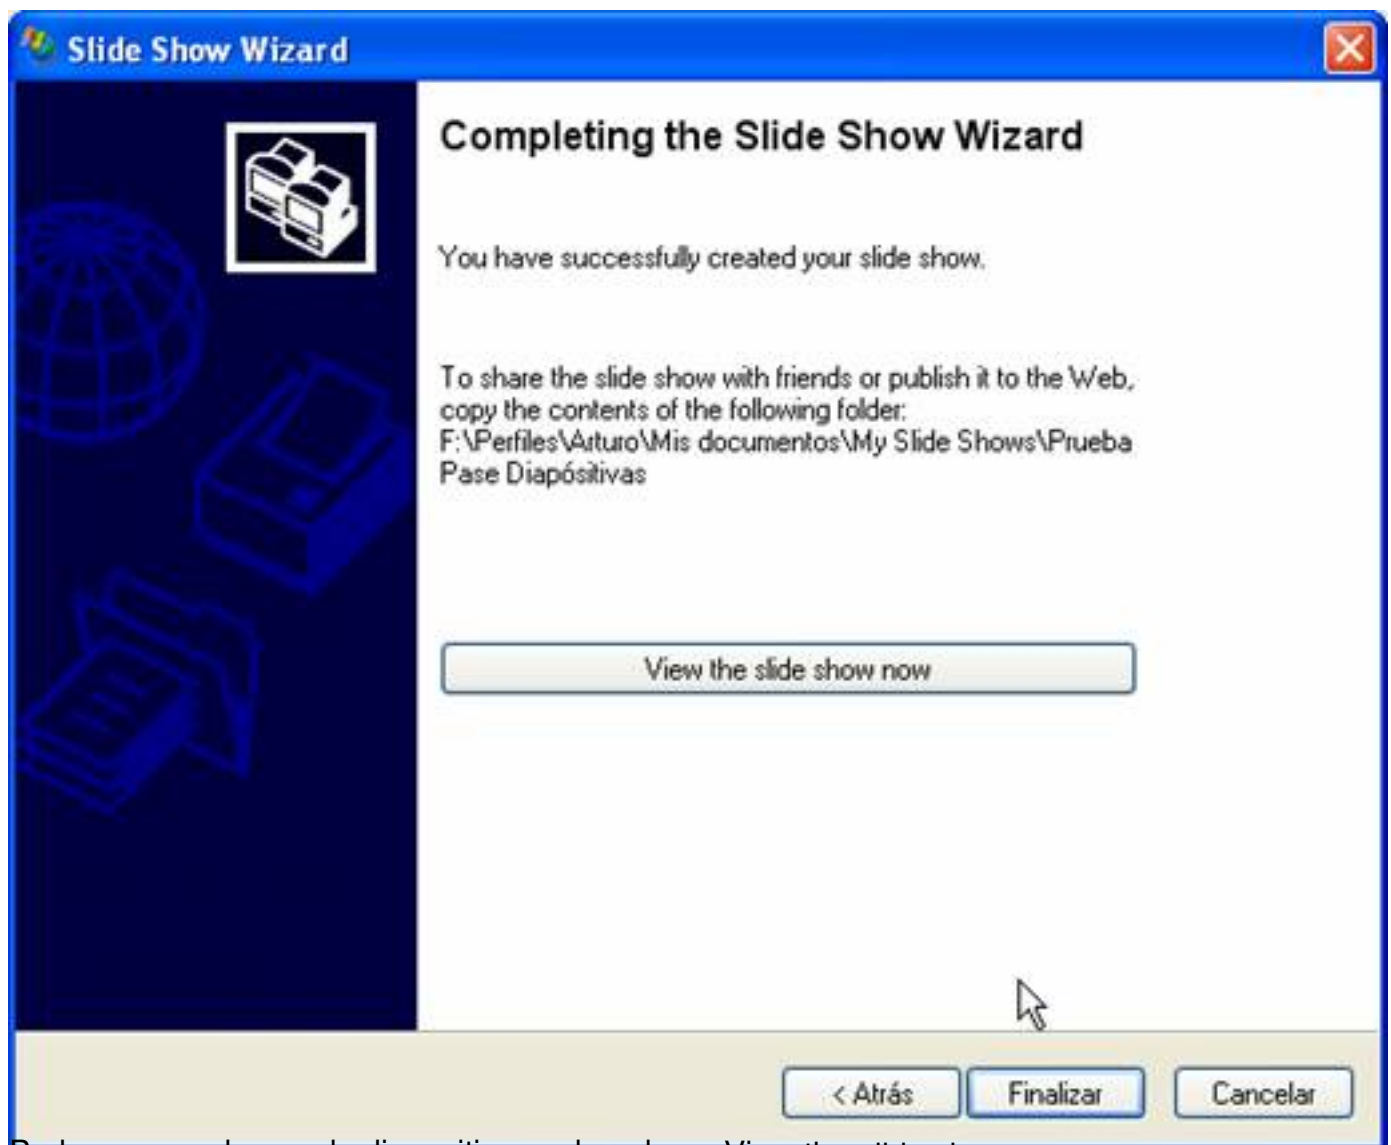 Slide Show Wizard
Completing the Slide Show Wizard
You have successfully created your slide show.
To share the slide show with friends or publish it to the Web,
copy the contents of the following folder:
F:\Perfiles\Arturo\Mis documentos\My Slide Shows\Prueba
Pase Diapósitivas
View the slide show now
< Atrás
Finalizar
Cancelar